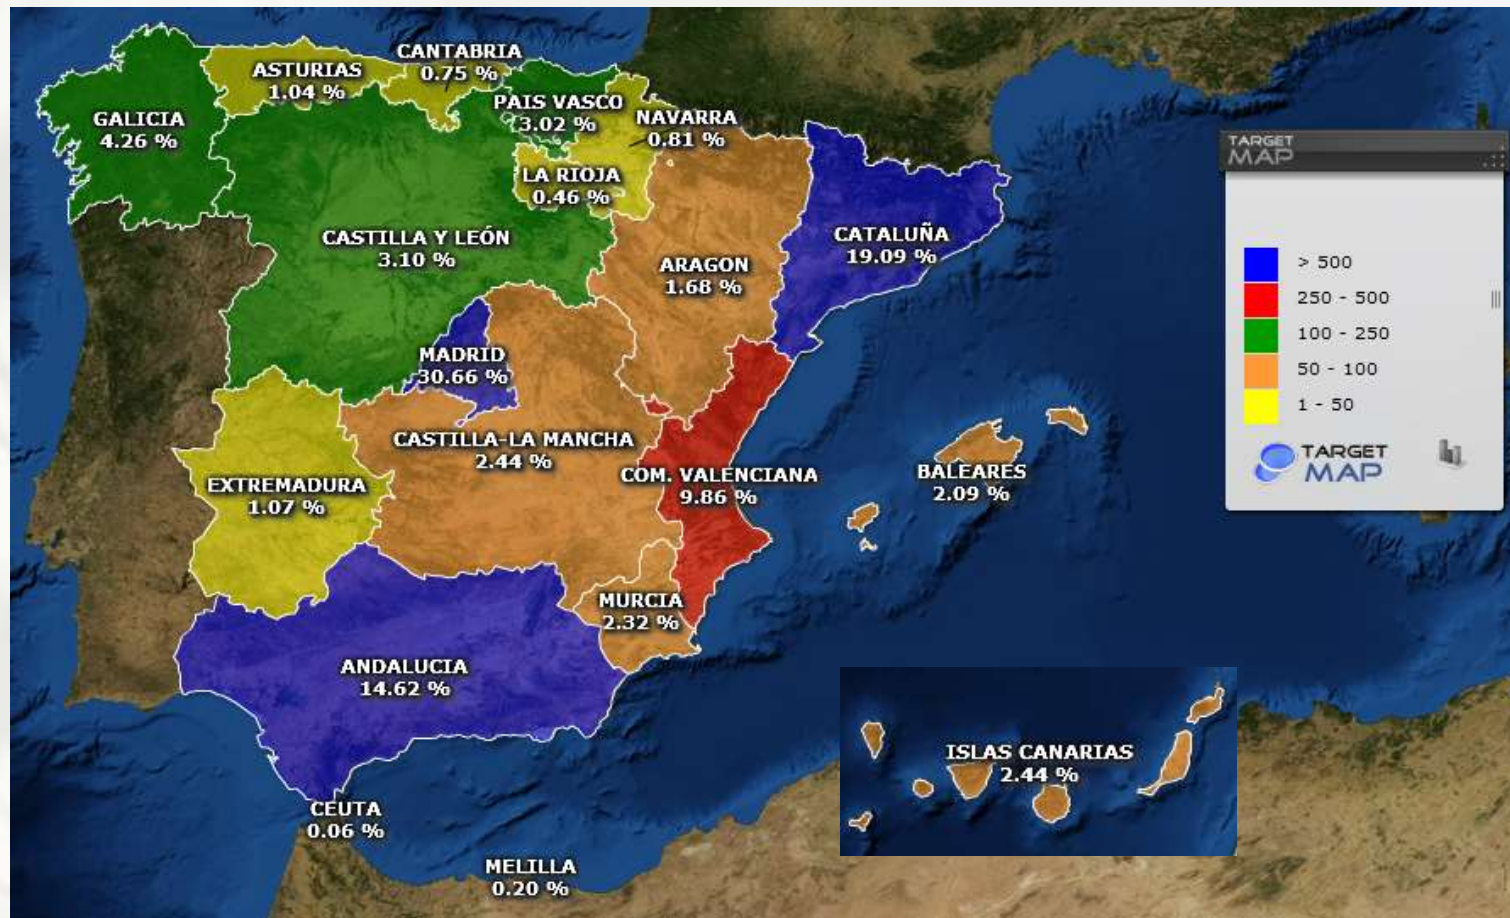 CANTABRIA
0.75 %
ASTURIAS
1.04 %
PAIS VASCO
3.02 %
GALICIA
4.26 %
NAVARRA
0.81 %
LA RIOJA
0.46 %
CASTILLA Y LEÓN
3.10 %
CATALUÑA
19.09 %
ARAGON
1.68 %
MADRID
30.66 %
CASTILLA-LA MANCHA
2.44 %
COM. VALENCIANA
9.86 %
BALEARES
2.09 %
EXTREMADURA
1.07 %
MURCIA
2.32 %
ANDALUCIA
14.62 %
ISLAS CANARIAS
2.44 %
CEUTA
0.06 %
MELILLA
0.20 %
TARGET
MAP
> 500
250 - 500
100 - 250
50 - 100
1 - 50
TARGET
MAP